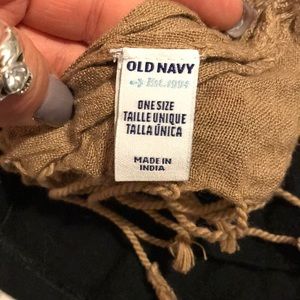 OLD NAVY
Est. 1994
ONE SIZE
TAILLE UNIQUE
TALLA ÚNICA
MADE IN
INDIA